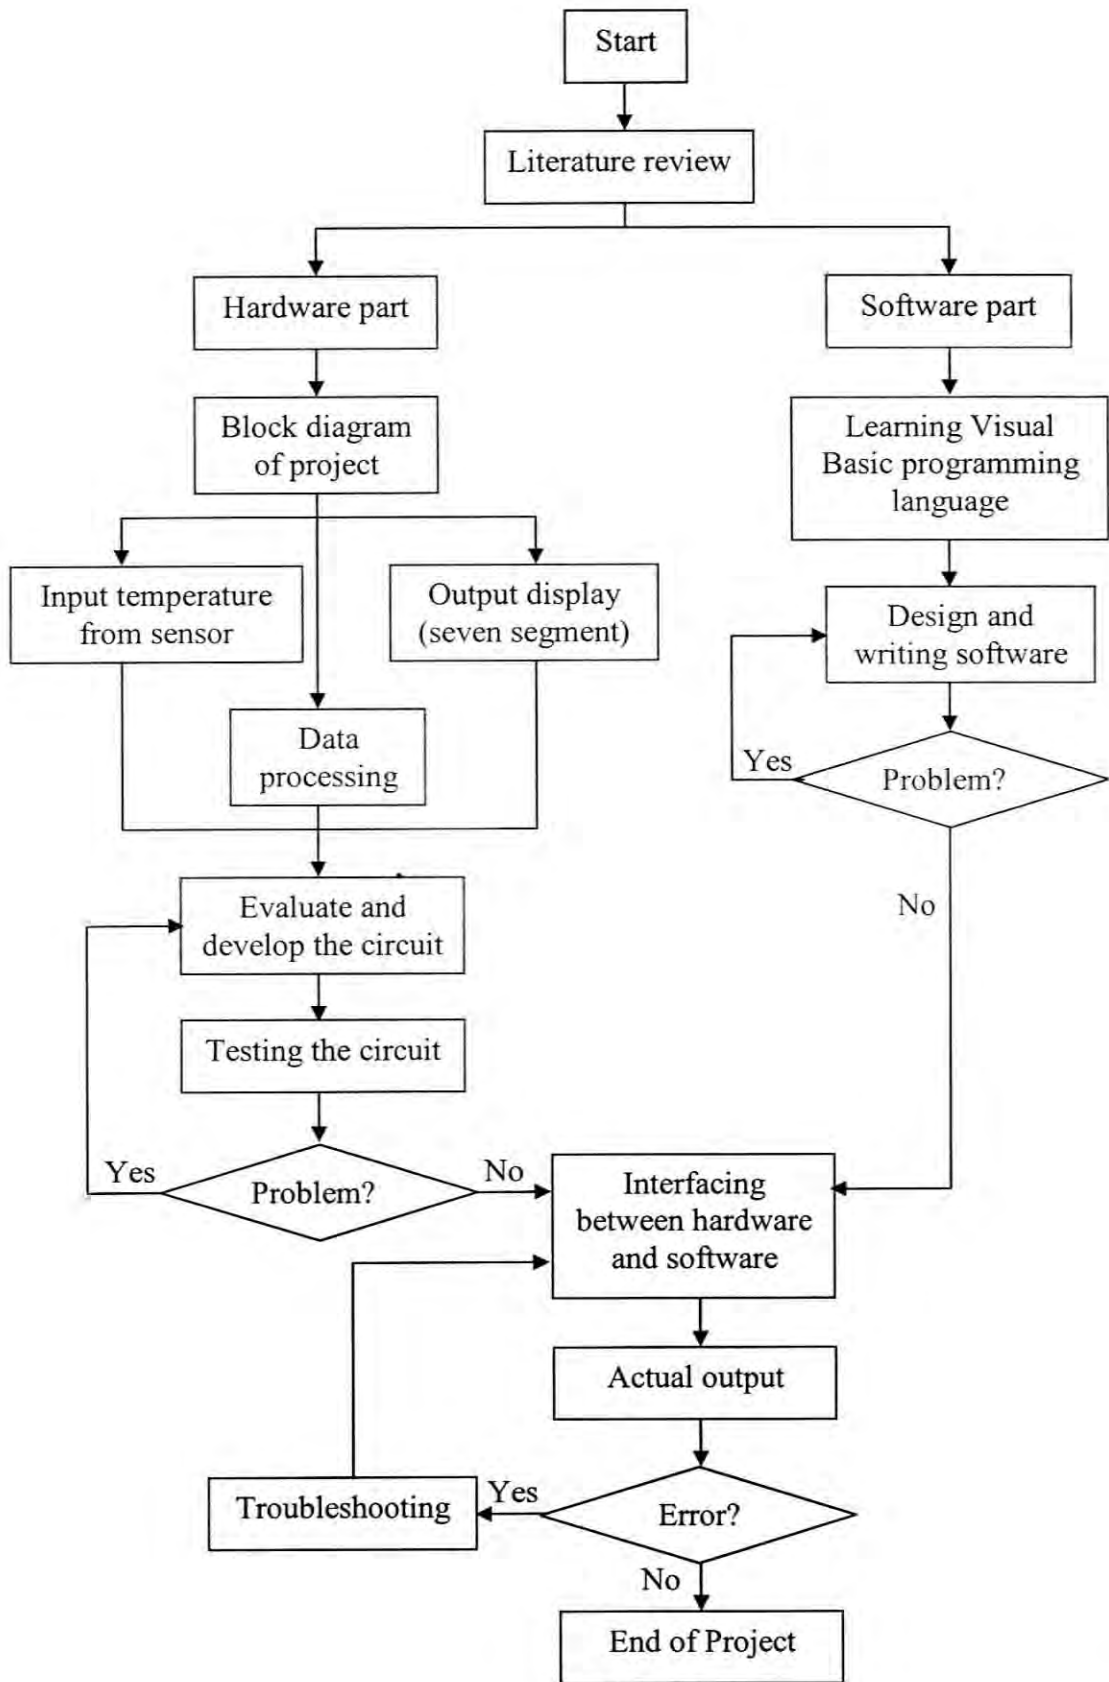 Start
Literature review
Hardware part
Software part
Block diagram
of project
Learning Visual
Basic programming
language
Input temperature
from sensor
Output display
(seven segment)
Design and
writing software
Data
processing
Yes
Problem?
No
Evaluate and
develop the circuit
Testing the circuit
Yes
Problem?
No
Interfacing
between hardware
and software
Actual output
Troubleshooting
Yes
Error?
No
End of Project